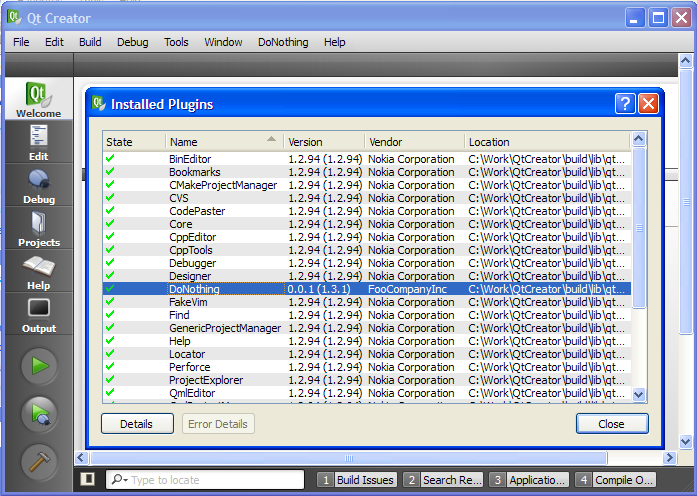 Qt Creator
File Edit Build Debug Tools Window DoNothing Help
Qt
Welcome
Edit
Debug
Projects
Help
Output
Installed Plugins
State Name Version Vendor Location
BinEditor 1.2.94 (1.2.94) Nokia Corporation C:\Work\QtCreator\build\lib\qt...
Bookmarks 1.2.94 (1.2.94) Nokia Corporation C:\Work\QtCreator\build\lib\qt...
CMakeProjectManager 1.2.94 (1.2.94) Nokia Corporation C:\Work\QtCreator\build\lib\qt...
CVS 1.2.94 (1.2.94) Nokia Corporation C:\Work\QtCreator\build\lib\qt...
CodePaster 1.2.94 (1.2.94) Nokia Corporation C:\Work\QtCreator\build\lib\qt...
Core 1.2.94 (1.2.94) Nokia Corporation C:\Work\QtCreator\build\lib\qt...
CppEditor 1.2.94 (1.2.94) Nokia Corporation C:\Work\QtCreator\build\lib\qt...
CppTools 1.2.94 (1.2.94) Nokia Corporation C:\Work\QtCreator\build\lib\qt...
Debugger 1.2.94 (1.2.94) Nokia Corporation C:\Work\QtCreator\build\lib\qt...
Designer 1.2.94 (1.2.94) Nokia Corporation C:\Work\QtCreator\build\lib\qt...
DoNothing 0.0.1 (1.3.1) FooCompanyInc C:\Work\QtCreator\build\lib\qt...
FakeVim 1.2.94 (1.2.94) Nokia Corporation C:\Work\QtCreator\build\lib\qt...
Find 1.2.94 (1.2.94) Nokia Corporation C:\Work\QtCreator\build\lib\qt...
GenericProjectManager 1.2.94 (1.2.94) Nokia Corporation C:\Work\QtCreator\build\lib\qt...
Help 1.2.94 (1.2.94) Nokia Corporation C:\Work\QtCreator\build\lib\qt...
Locator 1.2.94 (1.2.94) Nokia Corporation C:\Work\QtCreator\build\lib\qt...
Perforce 1.2.94 (1.2.94) Nokia Corporation C:\Work\QtCreator\build\lib\qt...
ProjectExplorer 1.2.94 (1.2.94) Nokia Corporation C:\Work\QtCreator\build\lib\qt...
QmlEditor 1.2.94 (1.2.94) Nokia Corporation C:\Work\QtCreator\build\lib\qt...
Details Error Details Close
Type to locate 1 Build Issues 2 Search Re... 3 Applicatio... 4 Compile O...